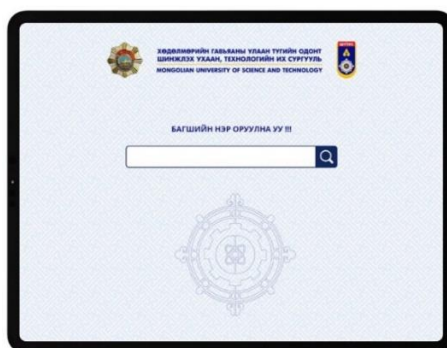 ХӨДӨЛМӨРИЙН ГАВЬЯАНЫ УЛААН ТУГИЙН ОДОНТ
ШИНЖЛЭХ УХААН, ТЕХНОЛОГИЙН ИХ СУРГУУЛЬ
MONGOLIAN UNIVERSITY OF SCIENCE AND TECHNOLOGY
БАГШИЙН НЭР ОРУУЛНА УУ !!!